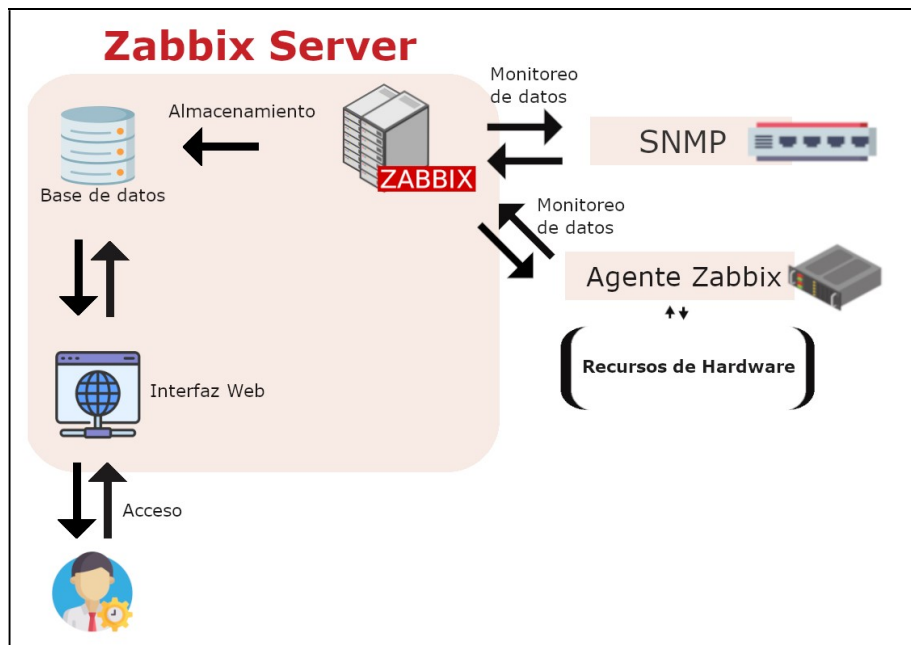 Zabbix Server
Almacenamiento
Base de datos
ZABBIX
Monitoreo
de datos
SNMP
Monitoreo
de datos
Agente Zabbix
Recursos de Hardware
Interfaz Web
Acceso